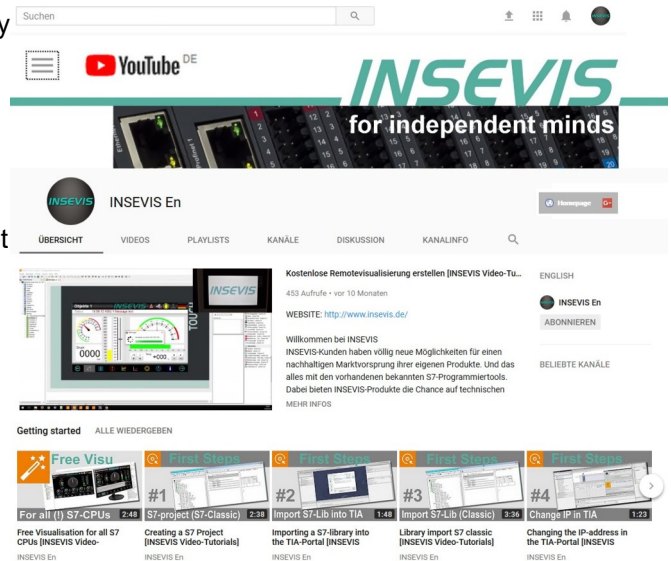 y
Suchen
YouTube DE
INSEVIS
for independent minds
INSEVIS
INSEVIS En
Homepage G+
t
ÜBERSICHT VIDEOS PLAYLISTS KANÄLE DISKUSSION KANALINFO
INSEVIS
TOUCH
0000
+000
Kostenlose Remotevisualisierung erstellen [INSEVIS Video-Tu...
453 Aufrufe • vor 10 Monaten
WEBSITE: http://www.insevis.de/
Willkommen bei INSEVIS
INSEVIS-Kunden haben völlig neue Möglichkeiten für einen
nachhaltigen Marktvorsprung ihrer eigenen Produkte. Und das
alles mit den vorhandenen bekannten S7-Programmiertools.
Dabei bieten INSEVIS-Produkte die Chance auf technischen
MEHR INFOS
ENGLISH
INSEVIS En
ABONNIEREN
BELIEBTE KANÄLE
Getting started ALLE WIEDERGEBEN
Free Visu
For all (!) S7-CPUs 2:48
Free Visualisation for all S7
CPUs [INSEVIS Video-
INSEVIS En
First Steps
#1
S7-project (S7-Classic) 2:38
Creating a S7 Project
[INSEVIS Video-Tutorials]
INSEVIS En
First Steps
#2
Import S7-Lib into TIA 1:48
Importing a S7-library into
the TIA-Portal [INSEVIS
INSEVIS En
First Steps
#3
Import S7-Lib (Classic) 3:36
Library import S7 classic
[INSEVIS Video-Tutorials]
INSEVIS En
First Steps
#4
Change IP in TIA 1:23
Changing the IP-address in
the TIA-Portal [INSEVIS
INSEVIS En